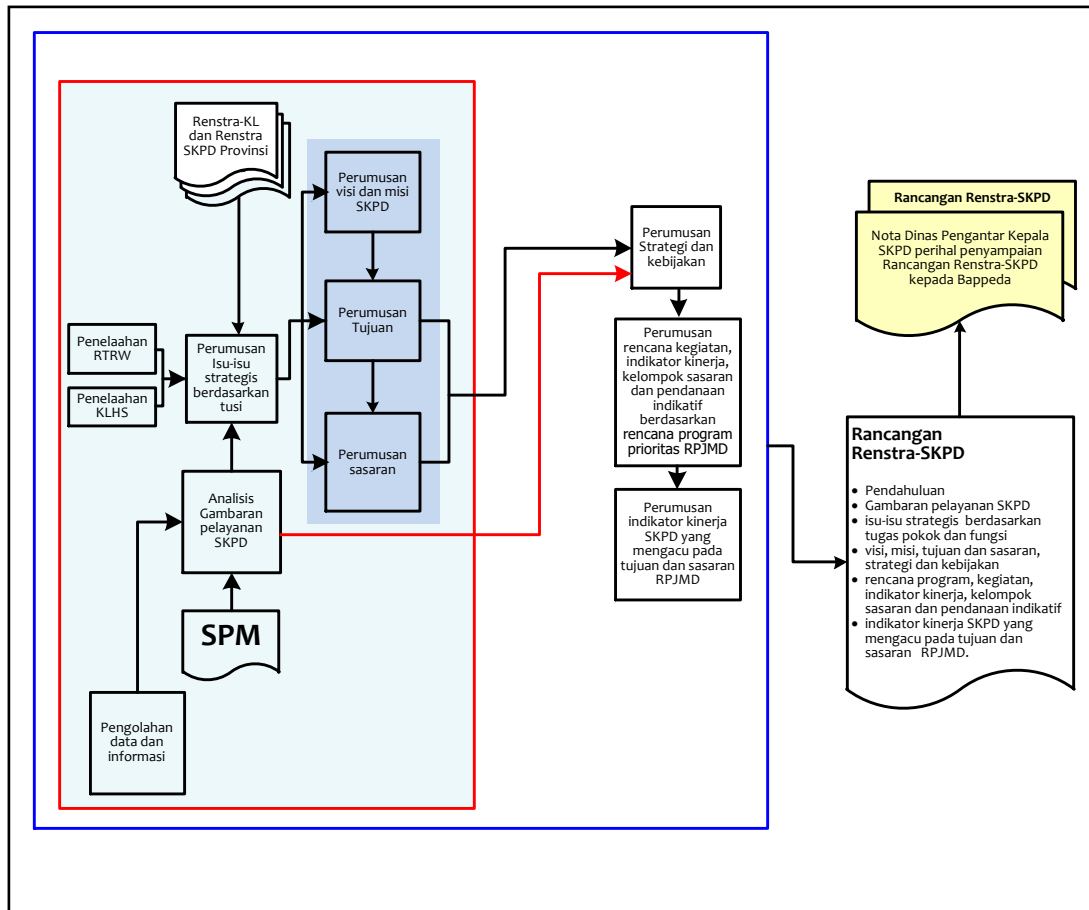 Renstra-KL
dan Renstra
SKPD Provinsi
Perumusan
visi dan misi
SKPD
Perumusan
Tujuan
Perumusan
sasaran
Penelaahan
RTRW
Penelaahan
KLHS
Perumusan
Isu-isu
strategis
berdasarkan
tusi
Analisis
Gambaran
pelayanan
SKPD
SPM
Pengolahan
data dan
informasi
Perumusan
Strategi dan
kebijakan
Perumusan
rencana kegiatan,
indikator kinerja,
kelompok sasaran
dan pendanaan
indikatif
berdasarkan
rencana program
prioritas RPJMD
Perumusan
indikator kinerja
SKPD yang
mengacu pada
tujuan dan sasaran
RPJMD
Rancangan Renstra-SKPD
Nota Dinas Pengantar Kepala
SKPD perihal penyampaian
Rancangan Renstra-SKPD
kepada Bappeda
Rancangan
Renstra-SKPD
• Pendahuluan
• Gambaran pelayanan SKPD
• isu-isu strategis berdasarkan
tugas pokok dan fungsi
• visi, misi, tujuan dan sasaran,
strategi dan kebijakan
• rencana program, kegiatan,
indikator kinerja, kelompok
sasaran dan pendanaan indikatif
• indikator kinerja SKPD yang
mengacu pada tujuan dan
sasaran RPJMD.